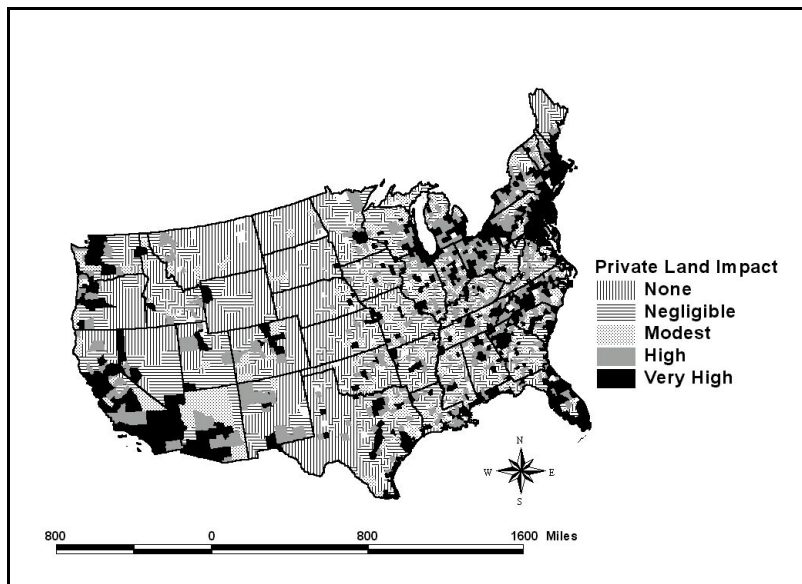 Private Land Impact
None
Negligible
Modest
High
Very High
N
W E
S
800 0 800 1600 Miles